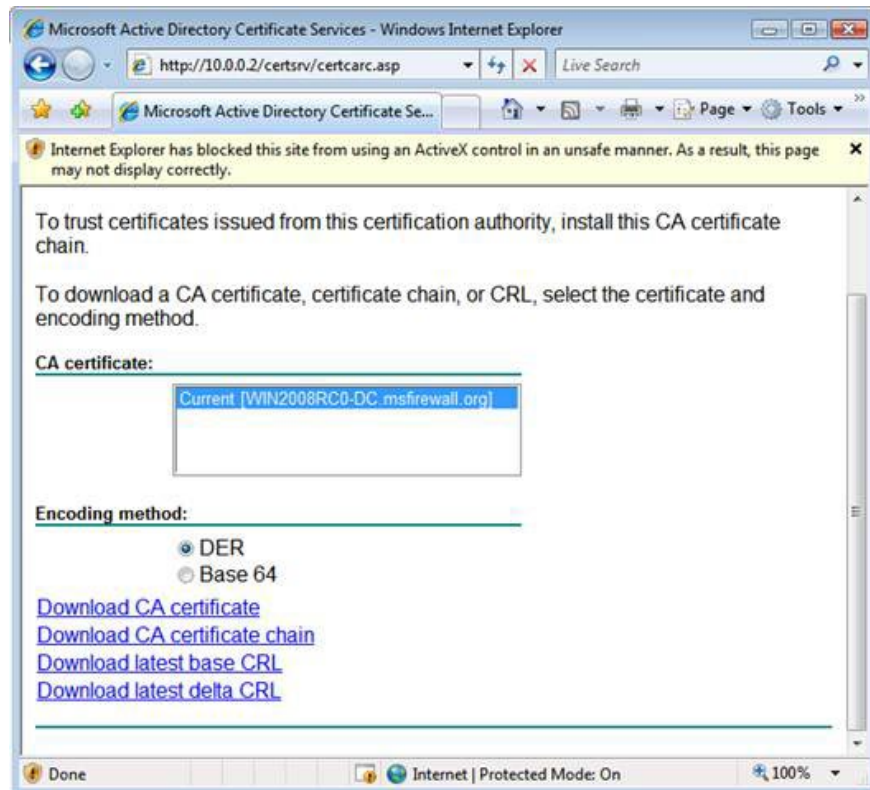 Microsoft Active Directory Certificate Services - Windows Internet Explorer
http://10.0.0.2/certsrv/certcarc.asp
Live Search
Microsoft Active Directory Certificate Se...
Page
Tools
Internet Explorer has blocked this site from using an ActiveX control in an unsafe manner. As a result, this page
may not display correctly.
To trust certificates issued from this certification authority, install this CA certificate
chain.
To download a CA certificate, certificate chain, or CRL, select the certificate and
encoding method.
CA certificate:
Current [WIN2008RC0-DC.msfirewall.org]
Encoding method:
DER
Base 64
Download CA certificate
Download CA certificate chain
Download latest base CRL
Download latest delta CRL
Done
Internet | Protected Mode: On
100%